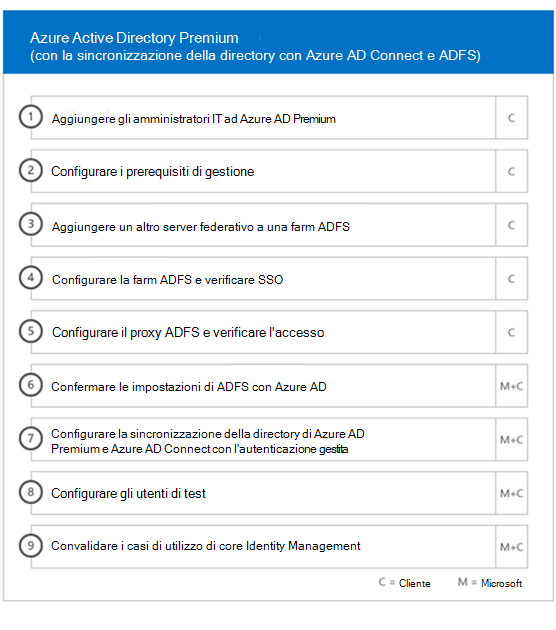 Azure Active Directory Premium
(con la sincronizzazione della directory con Azure AD Connect e ADFS)
1 Aggiungere gli amministratori IT ad Azure AD Premium C
2 Configurare i prerequisiti di gestione C
3 Aggiungere un altro server federativo a una farm ADFS C
4 Configurare la farm ADFS e verificare SSO C
5 Configurare il proxy ADFS e verificare l'accesso C
6 Confermare le impostazioni di ADFS con Azure AD M+C
7 Configurare la sincronizzazione della directory di Azure AD
Premium e Azure AD Connect con l'autenticazione gestita M+C
8 Configurare gli utenti di test M+C
9 Convalidare i casi di utilizzo di core Identity Management M+C
C = Cliente M = Microsoft